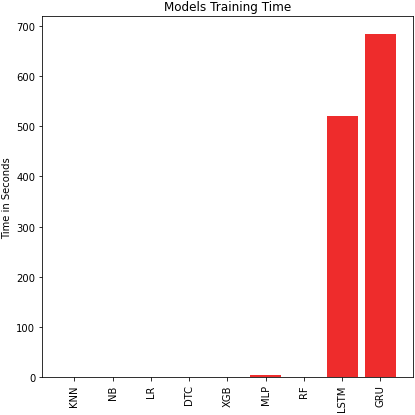 Models Training Time
Time in Seconds
700
600
500
400
300
200
100
0
KNN
NB
LR
DTC
XGB
MLP
RF
LSTM
GRU